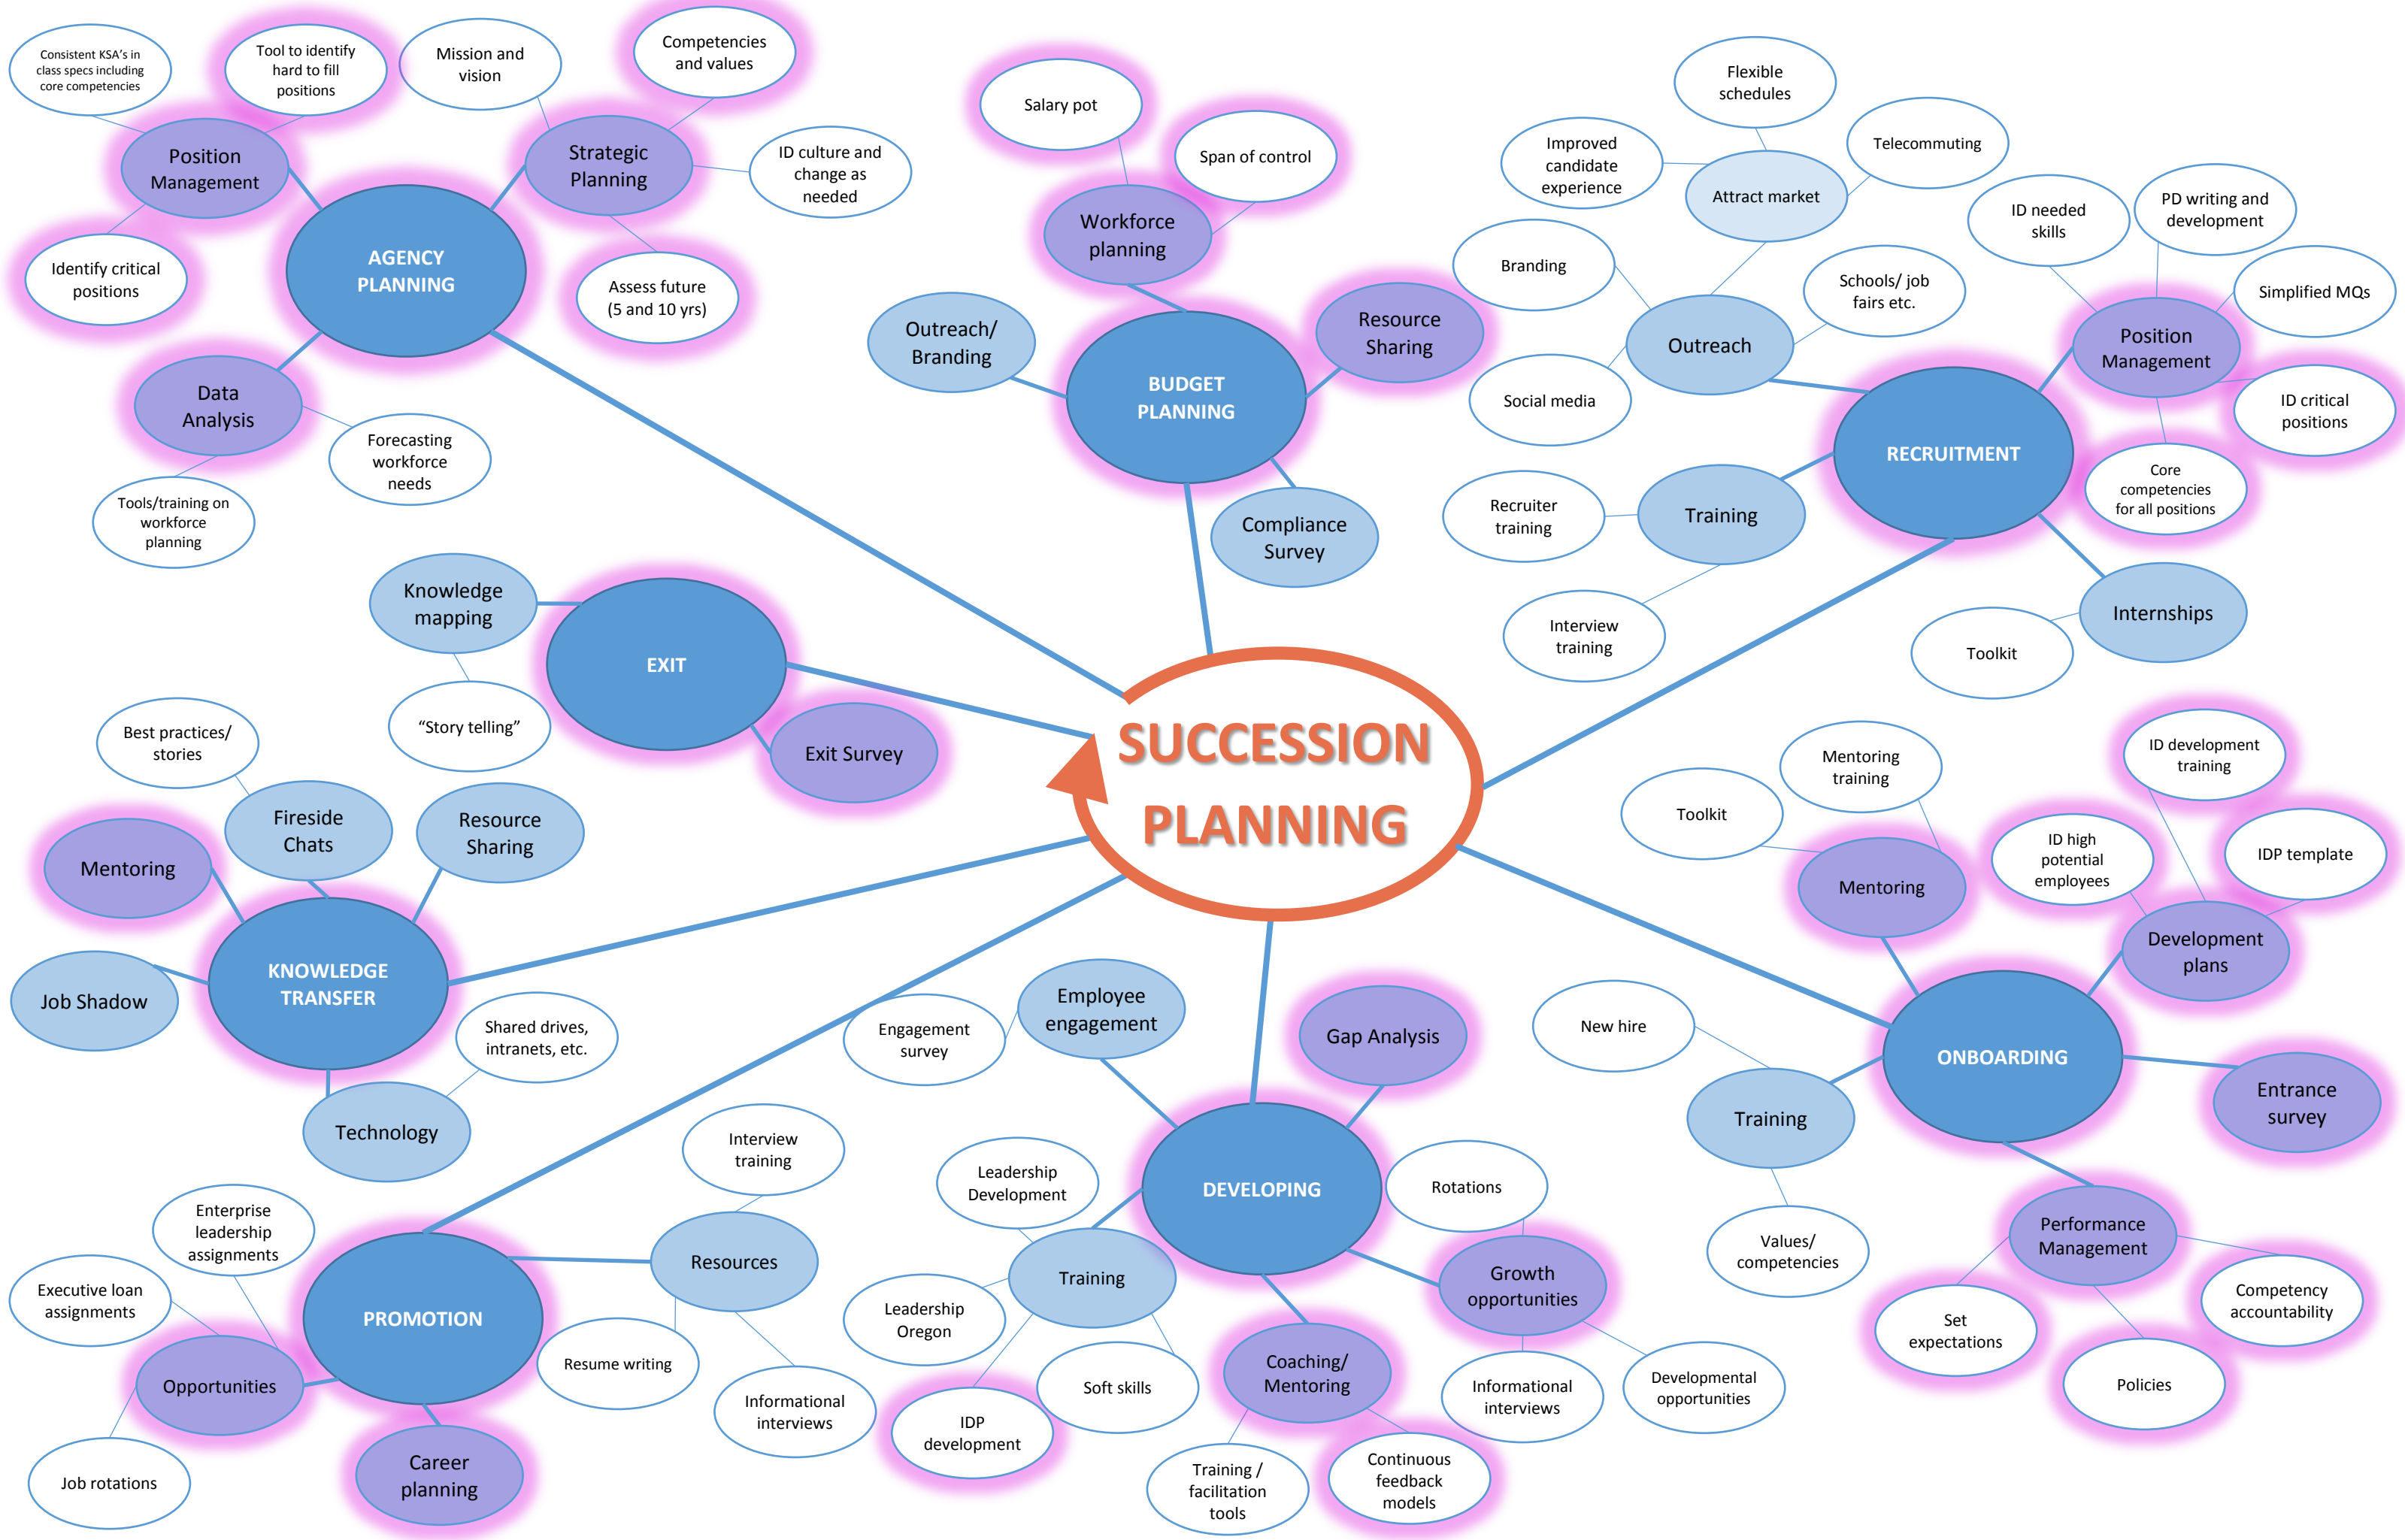 Consistent KSA's in
class specs including
core competencies
Tool to identify
hard to fill
positions
Mission and
vision
Competencies
and values
Position
Management
Strategic
Planning
ID culture and
change as
needed
Identify critical
positions
AGENCY
PLANNING
Assess future
(5 and 10 yrs)
Data
Analysis
Forecasting
workforce
needs
Tools/training on
workforce
planning
Salary pot
Span of control
Workforce
planning
Outreach/
Branding
Resource
Sharing
BUDGET
PLANNING
Compliance
Survey
Flexible
schedules
Improved
candidate
experience
Telecommuting
Attract market
Branding
Schools/ job
fairs etc.
Outreach
Social media
ID needed
skills
PD writing and
development
Simplified MQs
Position
Management
ID critical
positions
Core
competencies
for all positions
RECRUITMENT
Recruiter
training
Training
Interview
training
Internships
Toolkit
Knowledge
mapping
EXIT
“Story telling”
Exit Survey
SUCCESSION
PLANNING
Best practices/
stories
Fireside
Chats
Resource
Sharing
Mentoring
KNOWLEDGE
TRANSFER
Job Shadow
Shared drives,
intranets, etc.
Technology
Toolkit
Mentoring
training
Mentoring
ID development
training
ID high
potential
employees
IDP template
Development
plans
New hire
ONBOARDING
Training
Entrance
survey
Values/
competencies
Performance
Management
Set
expectations
Competency
accountability
Policies
Engagement
survey
Employee
engagement
Gap Analysis
DEVELOPING
Leadership
Development
Rotations
Training
Growth
opportunities
Leadership
Oregon
IDP
development
Soft skills
Coaching/
Mentoring
Informational
interviews
Developmental
opportunities
Training /
facilitation
tools
Continuous
feedback
models
Interview
training
Enterprise
leadership
assignments
Executive loan
assignments
PROMOTION
Resources
Opportunities
Resume writing
Informational
interviews
Job rotations
Career
planning